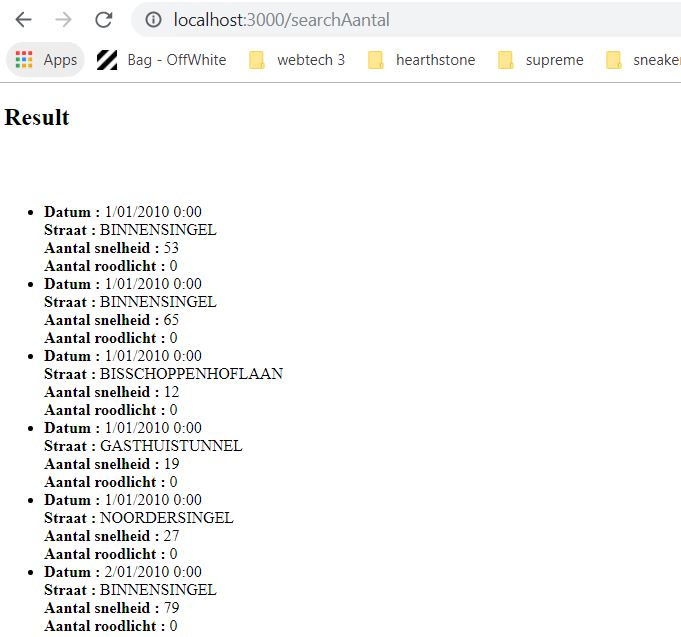 localhost:3000/searchAantal
Apps Bag - OffWhite webtech 3 hearthstone supreme sneake
Result
Datum : 1/01/2010 0:00
Straat : BINNENSINGEL
Aantal snelheid : 53
Aantal roodlicht : 0
Datum : 1/01/2010 0:00
Straat : BINNENSINGEL
Aantal snelheid : 65
Aantal roodlicht : 0
Datum : 1/01/2010 0:00
Straat : BISSCHOPPENHOFLAAN
Aantal snelheid : 12
Aantal roodlicht : 0
Datum : 1/01/2010 0:00
Straat : GASTHUISTUNNEL
Aantal snelheid : 19
Aantal roodlicht : 0
Datum : 1/01/2010 0:00
Straat : NOORDERSINGEL
Aantal snelheid : 27
Aantal roodlicht : 0
Datum : 2/01/2010 0:00
Straat : BINNENSINGEL
Aantal snelheid : 79
Aantal roodlicht : 0